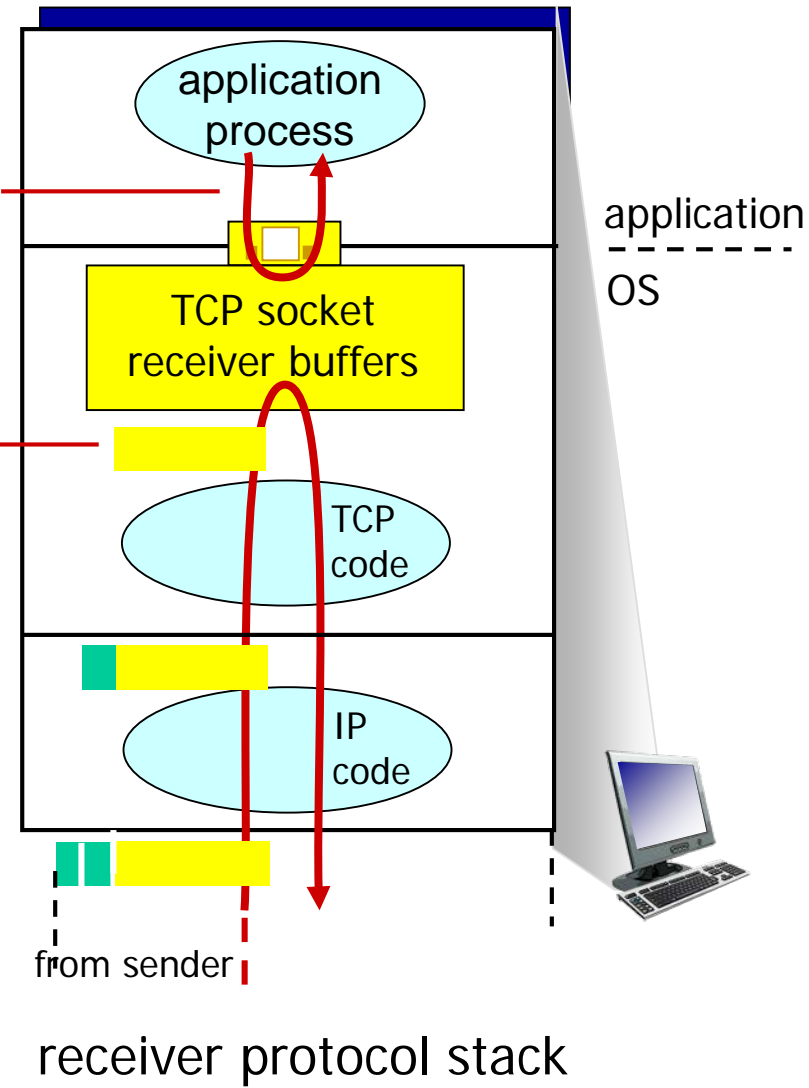 application
process
application
OS
TCP socket
receiver buffers
TCP
code
IP
code
from sender
receiver protocol stack